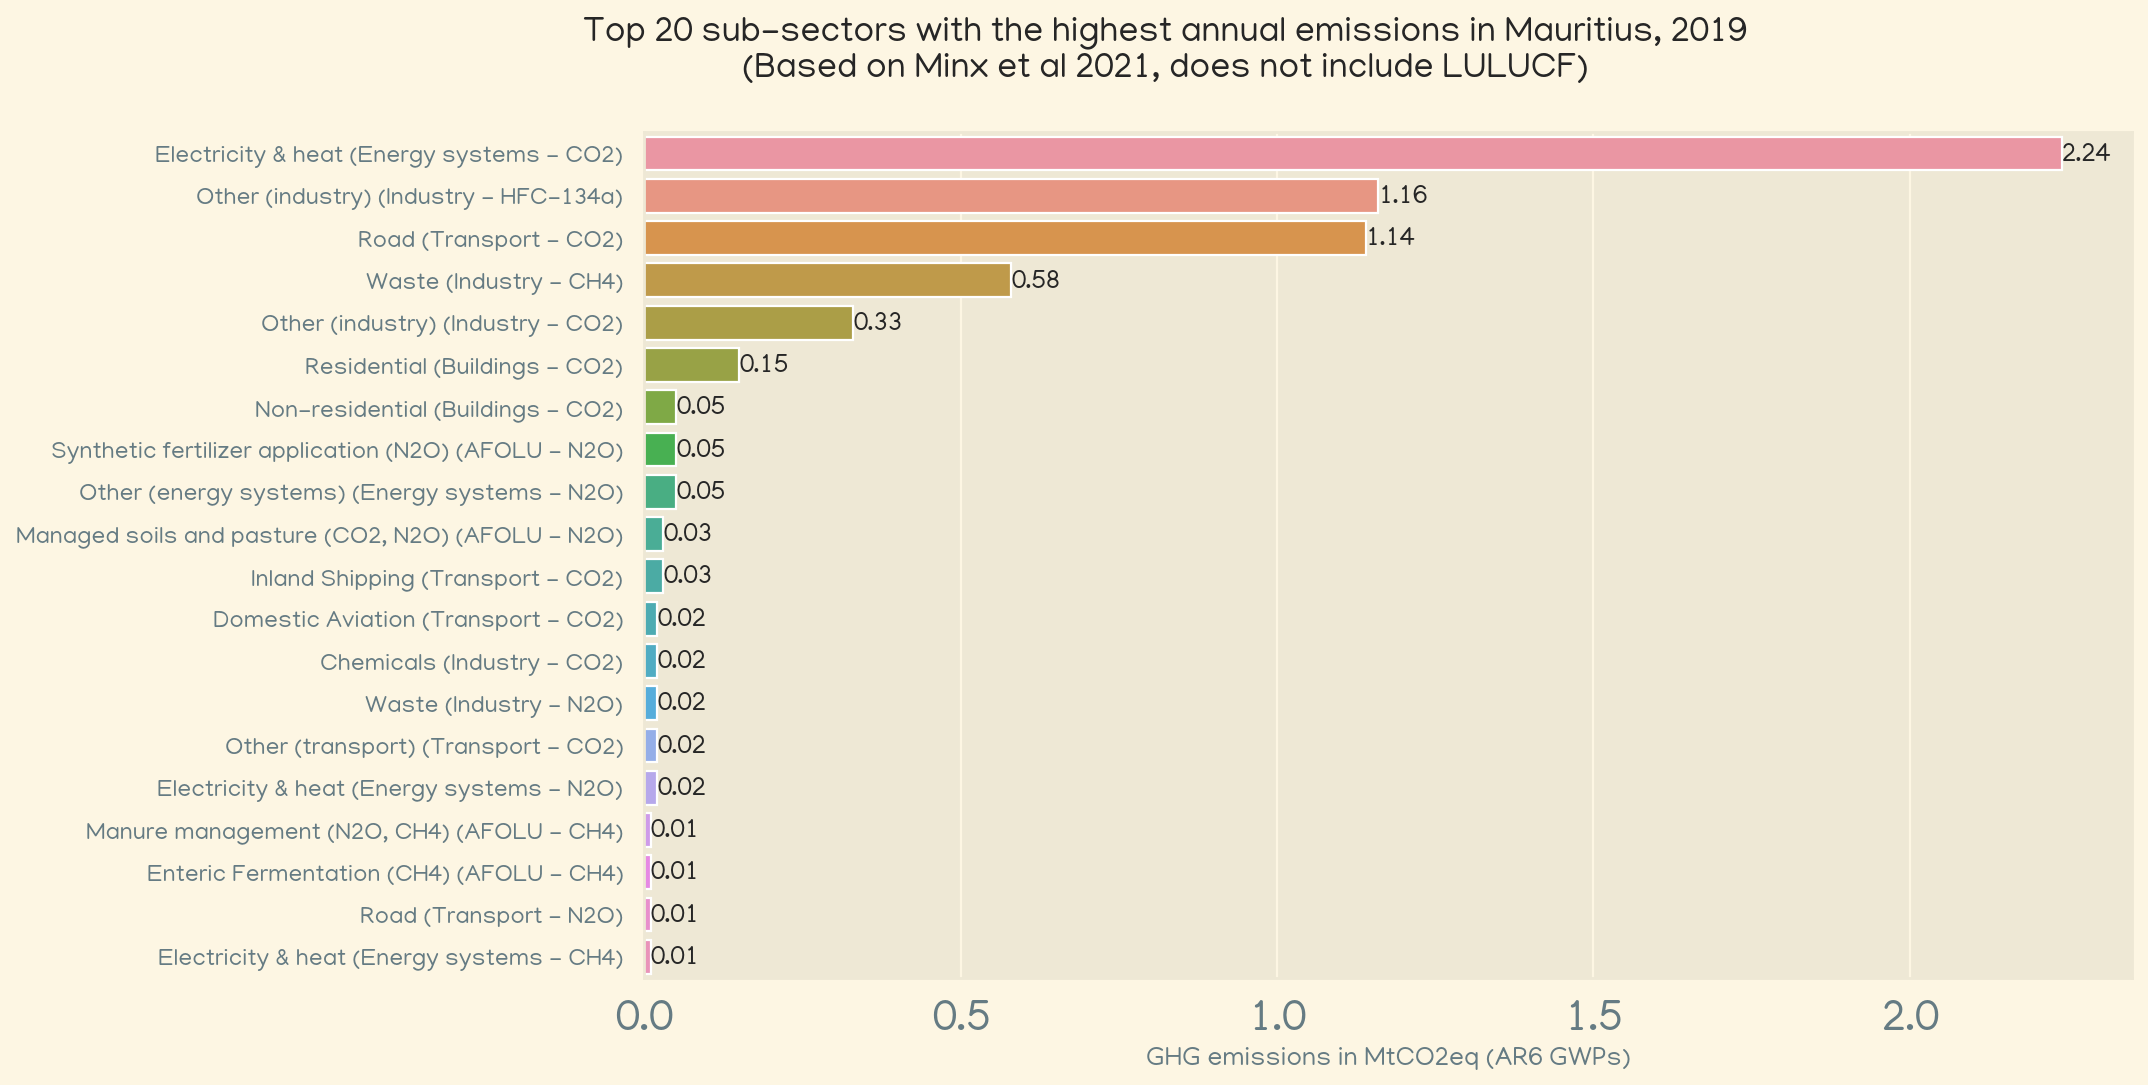 Top 20 sub-sectors with the highest annual emissions in Mauritius, 2019
(Based on Minx et al 2021, does not include LULUCF)
Electricity & heat (Energy systems - CO2) 2.24
Other (industry) (Industry - HFC-134a) 1.16
Road (Transport - CO2) 1.14
Waste (Industry - CH4) 0.58
Other (industry) (Industry - CO2) 0.33
Residential (Buildings - CO2) 0.15
Non-residential (Buildings - CO2) 0.05
Synthetic fertilizer application (N2O) (AFOLU - N2O) 0.05
Other (energy systems) (Energy systems - N2O) 0.05
Managed soils and pasture (CO2, N2O) (AFOLU - N2O) 0.03
Inland Shipping (Transport - CO2) 0.03
Domestic Aviation (Transport - CO2) 0.02
Chemicals (Industry - CO2) 0.02
Waste (Industry - N2O) 0.02
Other (transport) (Transport - CO2) 0.02
Electricity & heat (Energy systems - N2O) 0.02
Manure management (N2O, CH4) (AFOLU - CH4) 0.01
Enteric Fermentation (CH4) (AFOLU - CH4) 0.01
Road (Transport - N2O) 0.01
Electricity & heat (Energy systems - CH4) 0.01
0.0 0.5 1.0 1.5 2.0
GHG emissions in MtCO2eq (AR6 GWPs)